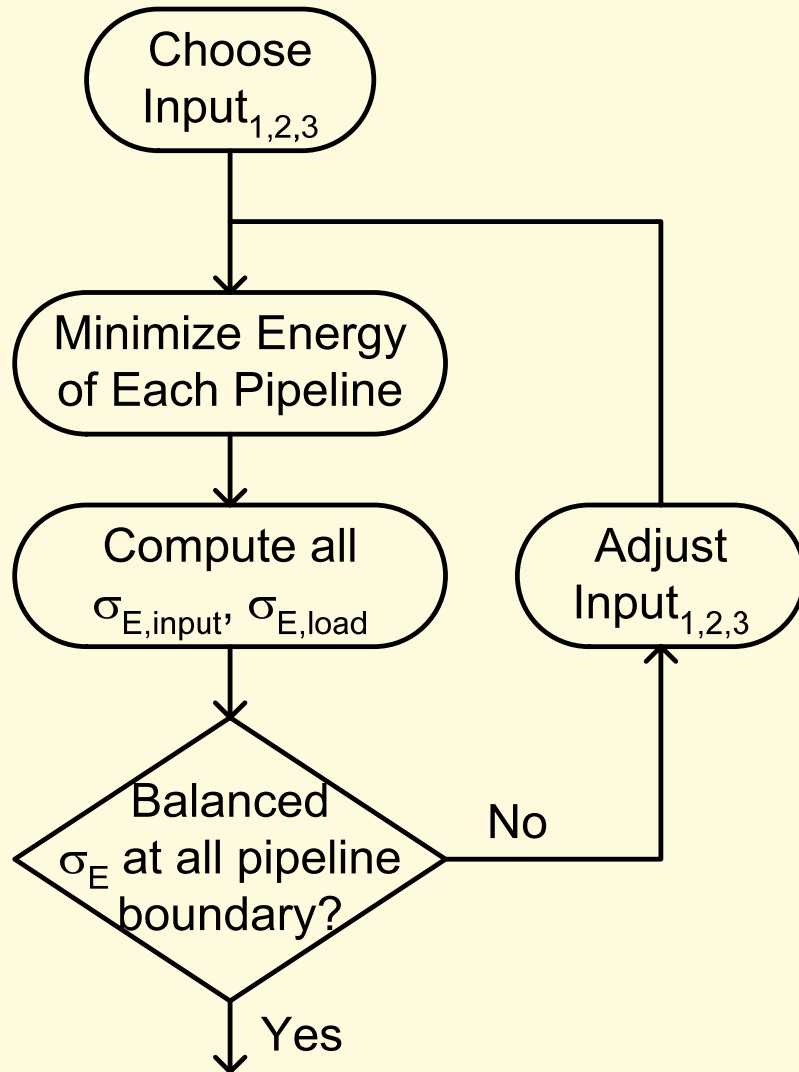 Choose
Input1,2,3
Minimize Energy
of Each Pipeline
Compute all
σE,input, σE,load
Adjust
Input1,2,3
Balanced
σE at all pipeline
boundary?
No
Yes